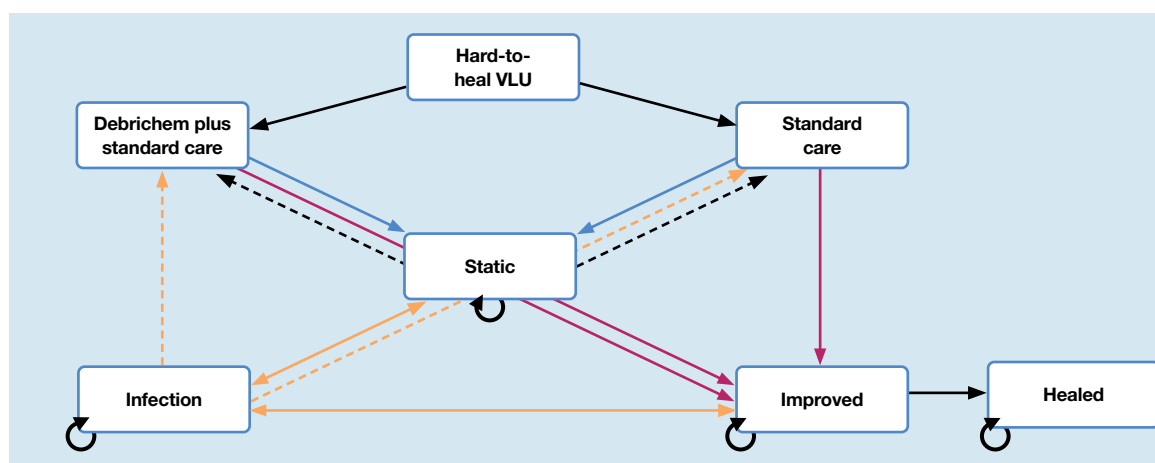 Hard-to-
heal VLU
Debrichem plus
standard care
Standard
care
Static
Infection
Improved
Healed